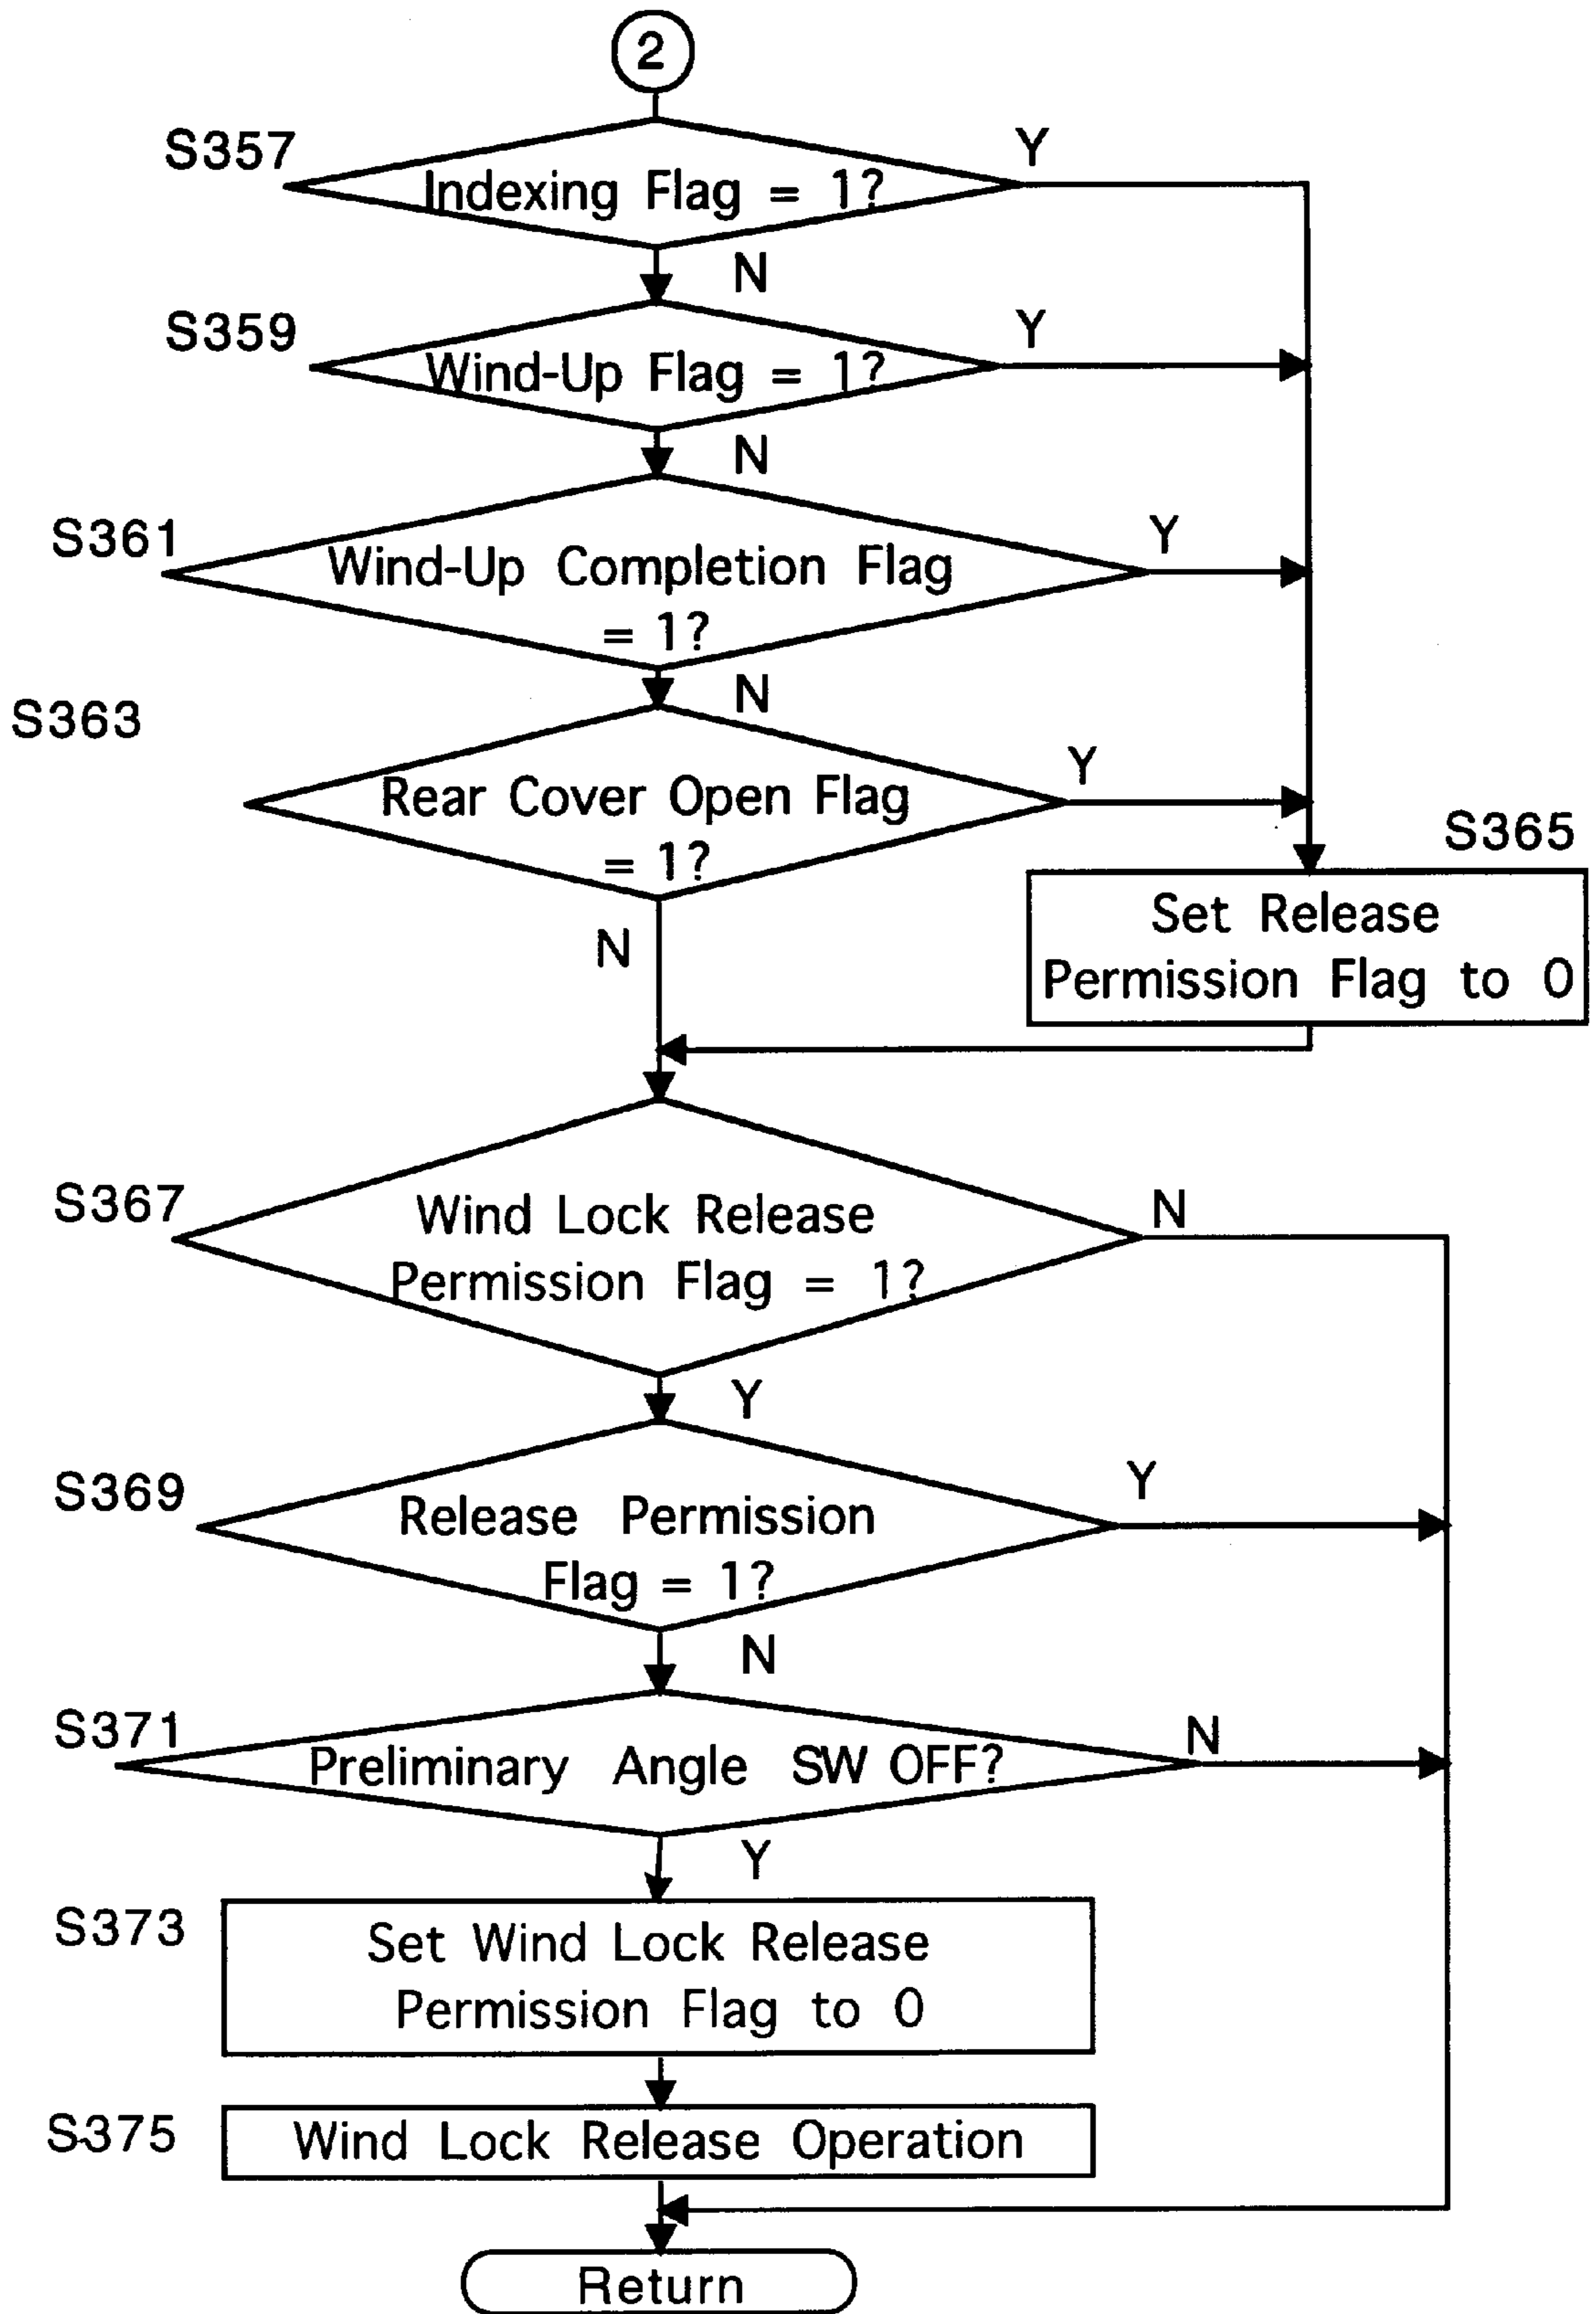 2
S357
Y
Indexing Flag = 1?
N
S359
Y
Wind-Up Flag = 1?
N
S361
Y
Wind-Up Completion Flag
= 1?
N
S363
Y
Rear Cover Open Flag
= 1?
S365
Set Release
Permission Flag to 0
N
S367
N
Wind Lock Release
Permission Flag = 1?
Y
S369
Y
Release Permission
Flag = 1?
N
S371
N
Preliminary Angle SW OFF?
Y
S373
Set Wind Lock Release
Permission Flag to 0
S375
Wind Lock Release Operation
Return